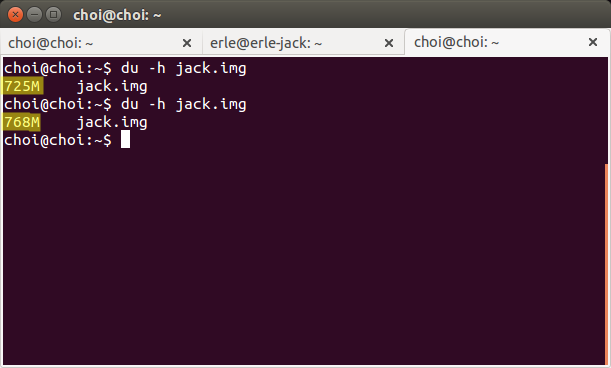 choi@choi: ~
choi@choi: ~
erle@erle-jack: ~
choi@choi: ~
choi@choi:~$ du -h jack.img
725M    jack.img
choi@choi:~$ du -h jack.img
768M    jack.img
choi@choi:~$